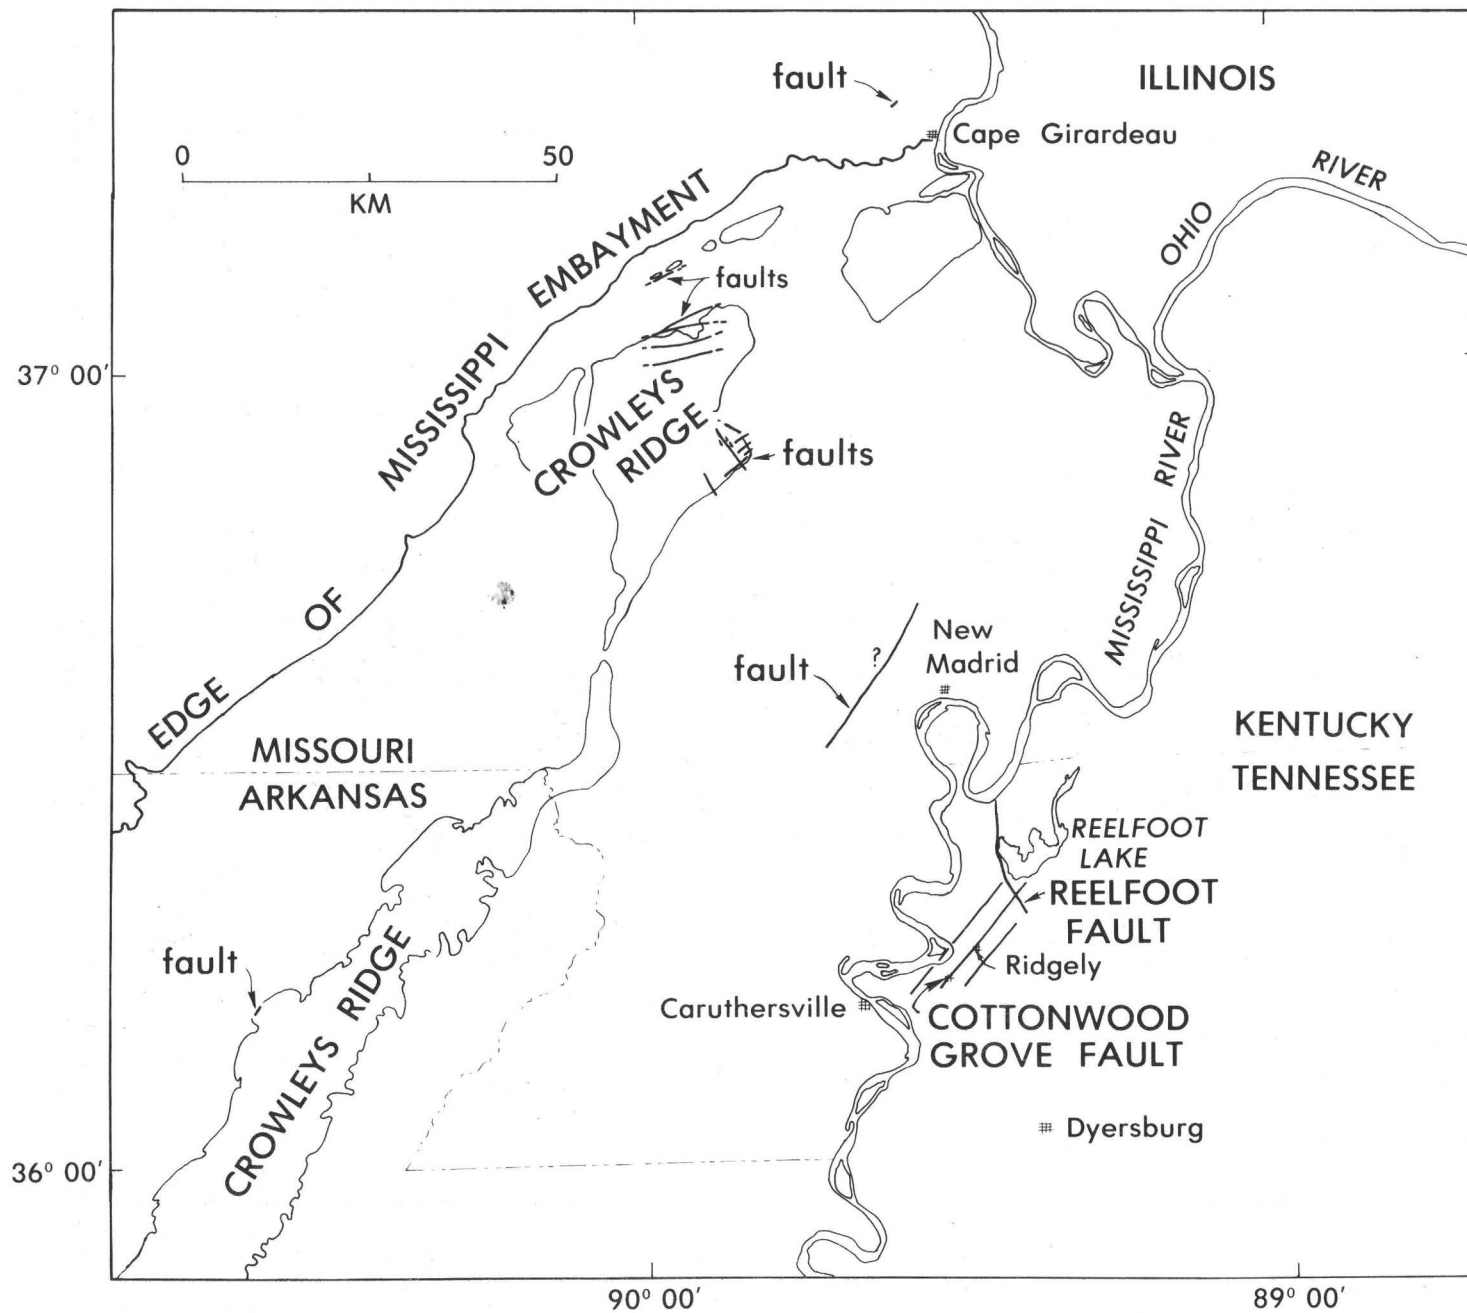 fault
ILLINOIS
Cape Girardeau
0 50
KM
OHIO RIVER
EDGE OF MISSISSIPPI EMBAYMENT
faults
37° 00'
CROWLEYS
RIDGE
faults
MISSISSIPPI RIVER
New
Madrid
?
fault
KENTUCKY
TENNESSEE
MISSOURI
ARKANSAS
REELFOOT
LAKE
REELFOOT
FAULT
Ridgely
fault
CROWLEYS RIDGE
Caruthersville
COTTONWOOD
GROVE FAULT
Dyersburg
36° 00'
90° 00' 89° 00'